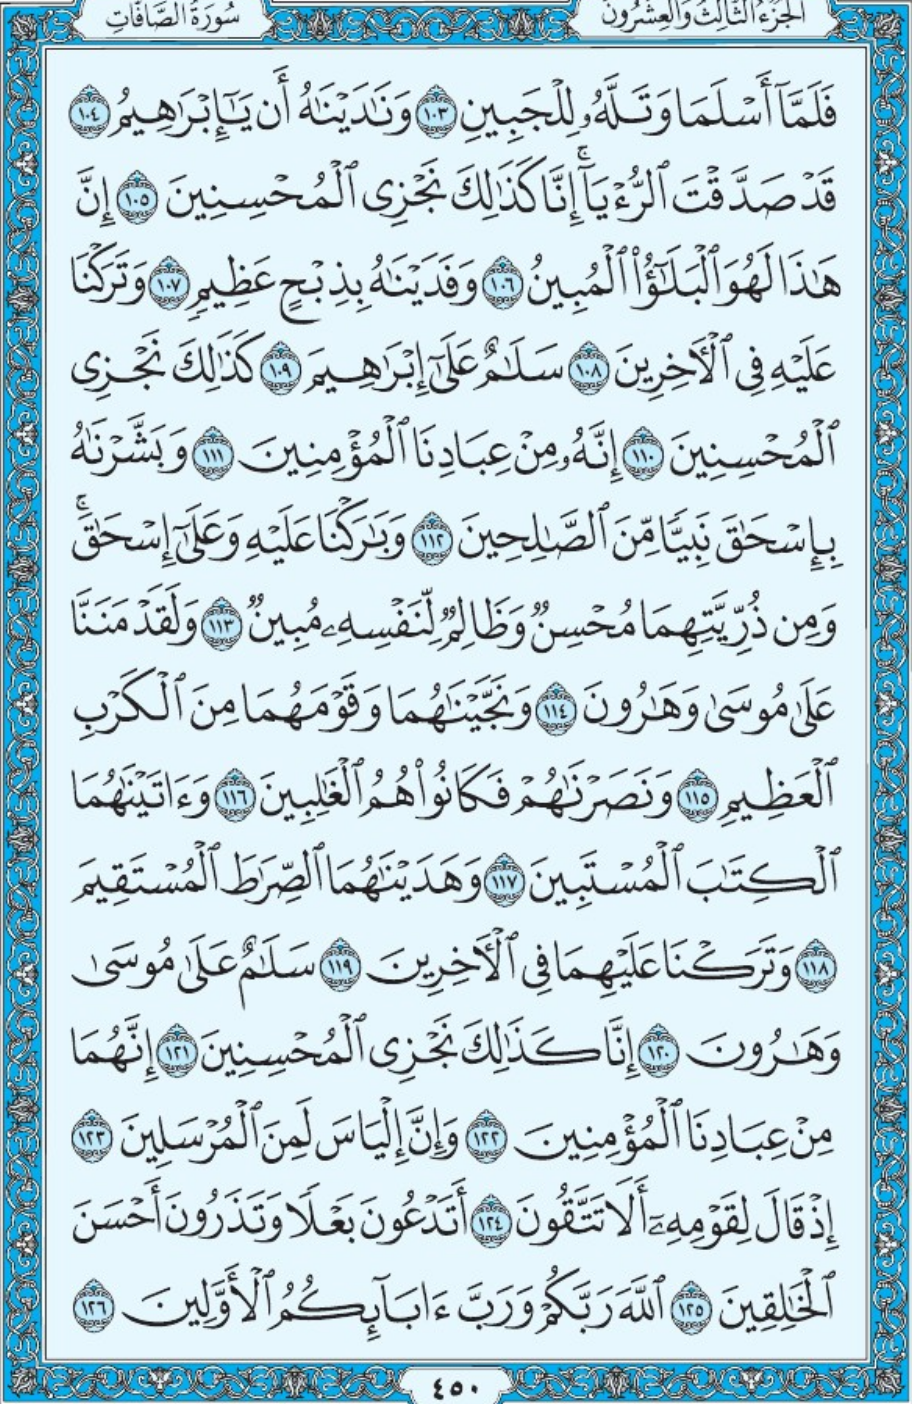 الجزء الثالث والعشرون
سورة الصافات
فَلَمَّآ أَسْلَمَا وَتَلَّهُۥ لِلْجَبِينِ ١٠٣ وَنَٰدَيْنَٰهُ أَن يَٰٓإِبْرَٰهِيمُ ١٠٤
قَدْ صَدَّقْتَ ٱلرُّءْيَآۚ إِنَّا كَذَٰلِكَ نَجْزِى ٱلْمُحْسِنِينَ ١٠٥ إِنَّ
هَٰذَا لَهُوَ ٱلْبَلَٰٓؤُا۟ ٱلْمُبِينُ ١٠٦ وَفَدَيْنَٰهُ بِذِبْحٍ عَظِيمٍ ١٠٧ وَتَرَكْنَا
عَلَيْهِ فِى ٱلْأَخِرِينَ ١٠٨ سَلَٰمٌ عَلَىٰٓ إِبْرَٰهِيمَ ١٠٩ كَذَٰلِكَ نَجْزِى
ٱلْمُحْسِنِينَ ١١٠ إِنَّهُۥ مِنْ عِبَادِنَا ٱلْمُؤْمِنِينَ ١١١ وَبَشَّرْنَٰهُ
بِإِسْحَٰقَ نَبِيًّا مِّنَ ٱلصَّٰلِحِينَ ١١٢ وَبَٰرَكْنَا عَلَيْهِ وَعَلَىٰٓ إِسْحَٰقَۚ
وَمِن ذُرِّيَّتِهِمَا مُحْسِنٌ وَظَالِمٌ لِّنَفْسِهِۦ مُبِينٌ ١١٣ وَلَقَدْ مَنَنَّا
عَلَىٰ مُوسَىٰ وَهَٰرُونَ ١١٤ وَنَجَّيْنَٰهُمَا وَقَوْمَهُمَا مِنَ ٱلْكَرْبِ
ٱلْعَظِيمِ ١١٥ وَنَصَرْنَٰهُمْ فَكَانُوا۟ هُمُ ٱلْغَٰلِبِينَ ١١٦ وَءَاتَيْنَٰهُمَا
ٱلْكِتَٰبَ ٱلْمُسْتَبِينَ ١١٧ وَهَدَيْنَٰهُمَا ٱلصِّرَٰطَ ٱلْمُسْتَقِيمَ
١١٨ وَتَرَكْنَا عَلَيْهِمَا فِى ٱلْأَخِرِينَ ١١٩ سَلَٰمٌ عَلَىٰ مُوسَىٰ
وَهَٰرُونَ ١٢٠ إِنَّا كَذَٰلِكَ نَجْزِى ٱلْمُحْسِنِينَ ١٢١ إِنَّهُمَا
مِنْ عِبَادِنَا ٱلْمُؤْمِنِينَ ١٢٢ وَإِنَّ إِلْيَاسَ لَمِنَ ٱلْمُرْسَلِينَ ١٢٣
إِذْ قَالَ لِقَوْمِهِۦٓ أَلَا تَتَّقُونَ ١٢٤ أَتَدْعُونَ بَعْلًا وَتَذَرُونَ أَحْسَنَ
ٱلْخَٰلِقِينَ ١٢٥ ٱللَّهَ رَبَّكُمْ وَرَبَّ ءَابَآئِكُمُ ٱلْأَوَّلِينَ ١٢٦
٤٥٠